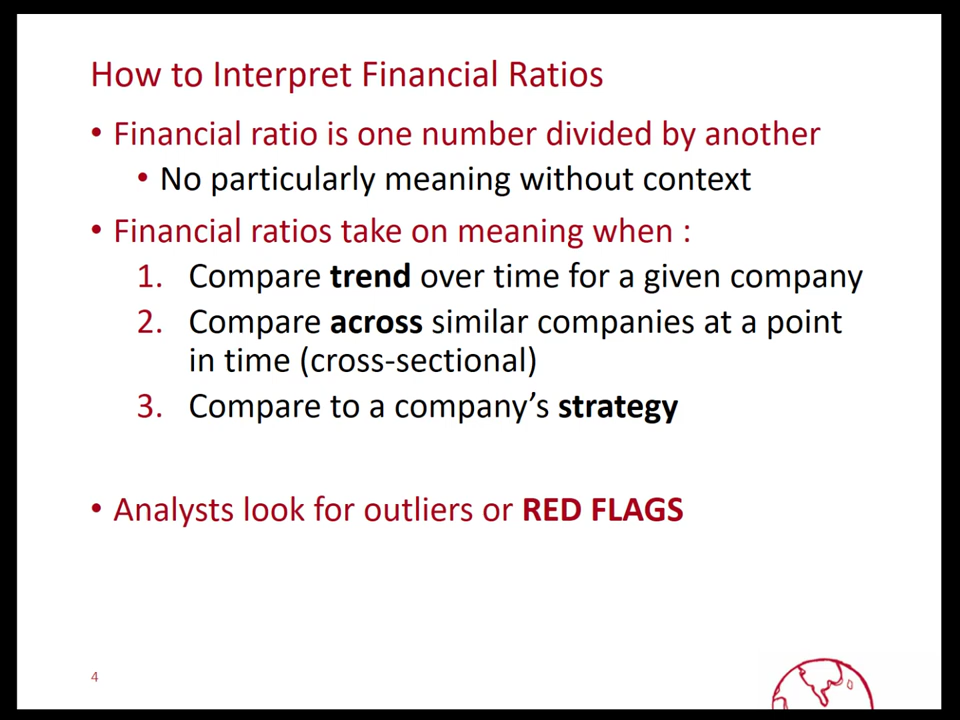 How to Interpret Financial Ratios
• Financial ratio is one number divided by another
• No particularly meaning without context
• Financial ratios take on meaning when :
1. Compare trend over time for a given company
2. Compare across similar companies at a point
in time (cross-sectional)
3. Compare to a company’s strategy
• Analysts look for outliers or RED FLAGS
4